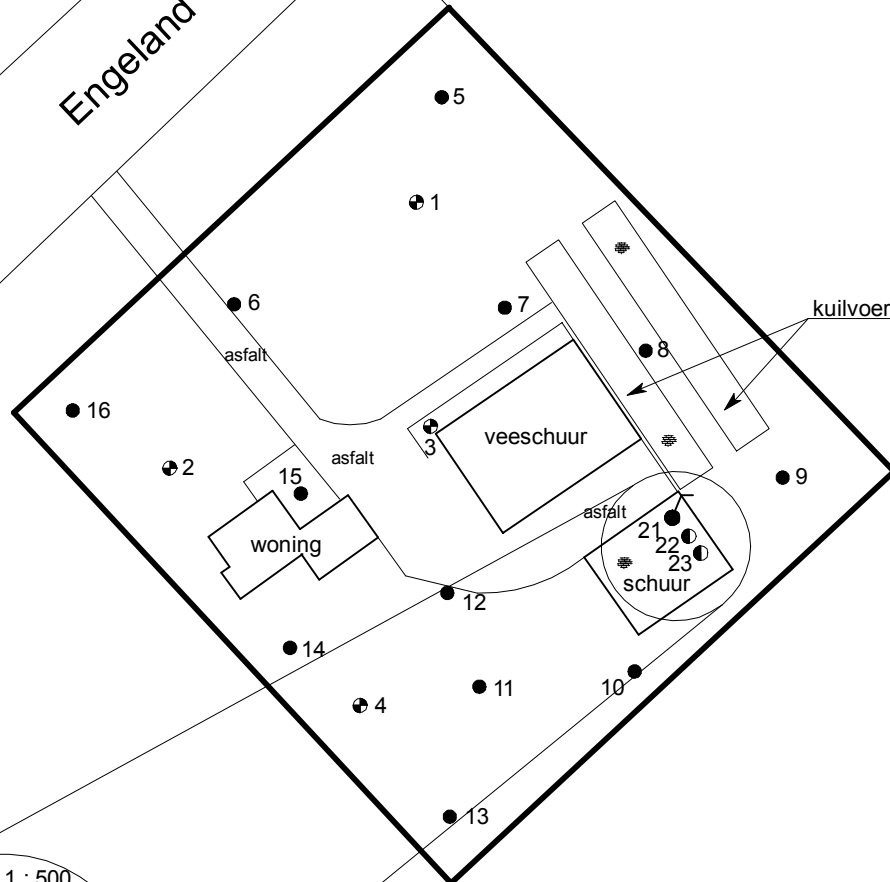 Engeland
5
1
6
7
kuilvoer
asfalt
8
16
3
veeschuur
asfalt
2
15
9
asfalt
21
22
23
woning
schuur
12
14
11
10
4
13
1 : 500